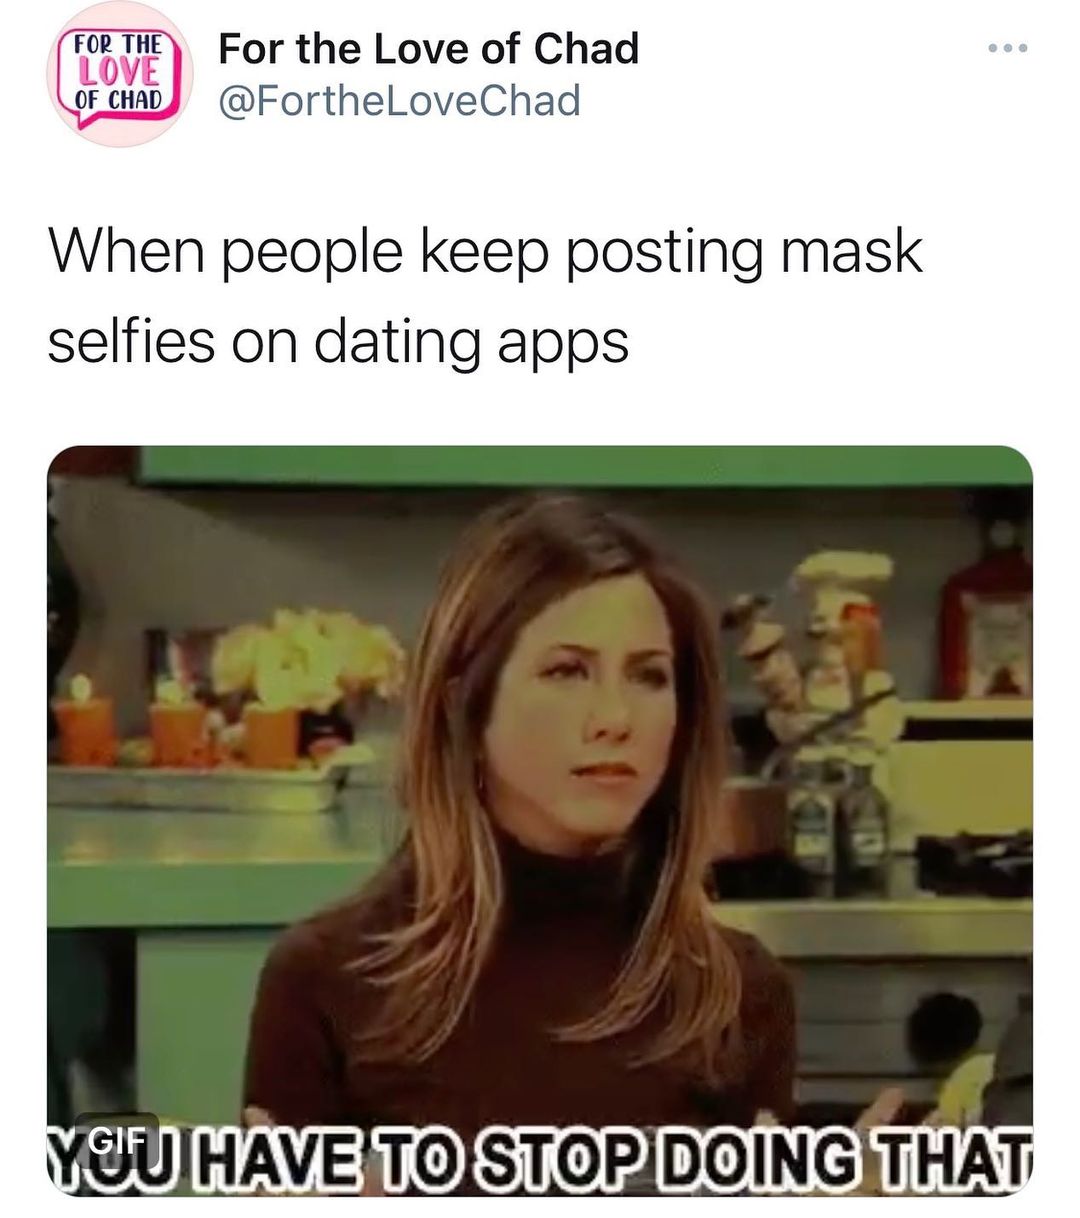 FOR THE
LOVE
OF CHAD
For the Love of Chad
@FortheLoveChad
When people keep posting mask
selfies on dating apps
GIF
YOU HAVE TO STOP DOING THAT